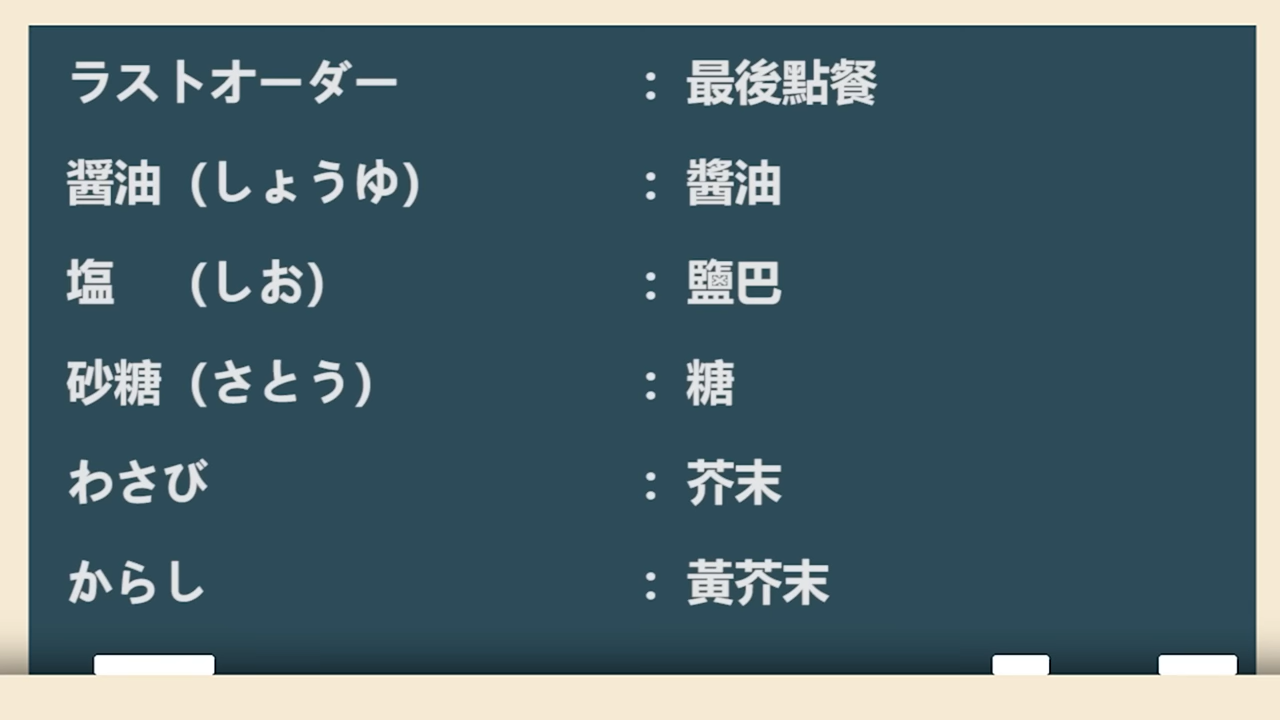 ラストオーダー : 最後點餐
醤油 (しょうゆ) : 醬油
塩 (しお) : 鹽巴
砂糖 (さとう) : 糖
わさび : 芥末
からし : 黃芥末